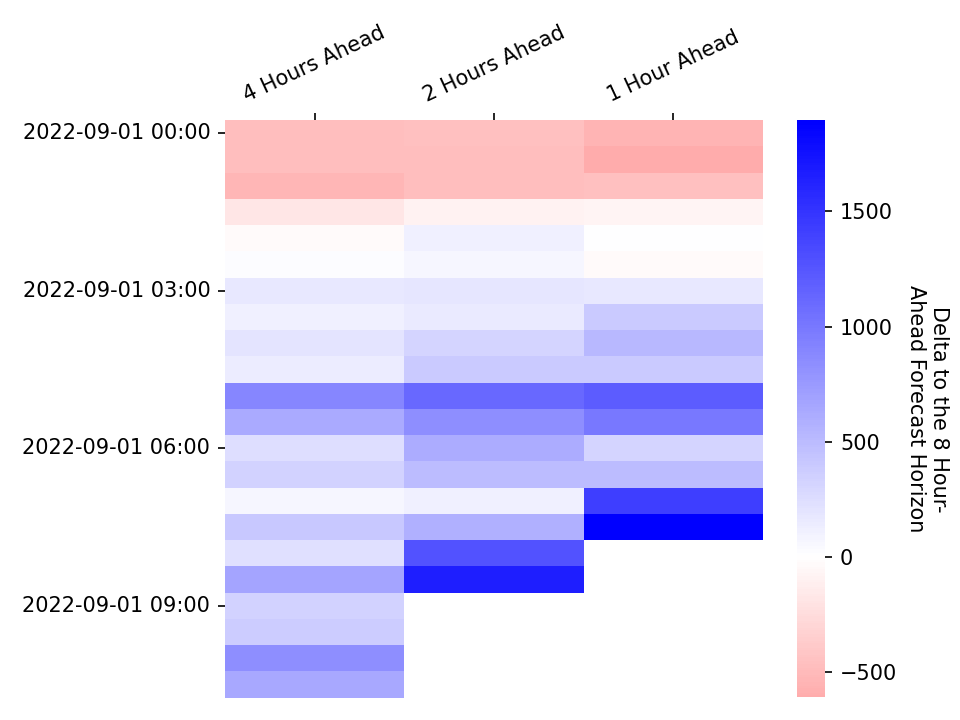 4 Hours Ahead
2 Hours Ahead
1 Hour Ahead
2022-09-01 00:00
2022-09-01 03:00
2022-09-01 06:00
2022-09-01 09:00
1500
1000
500
0
−500
Delta to the 8 Hour-
Ahead Forecast Horizon